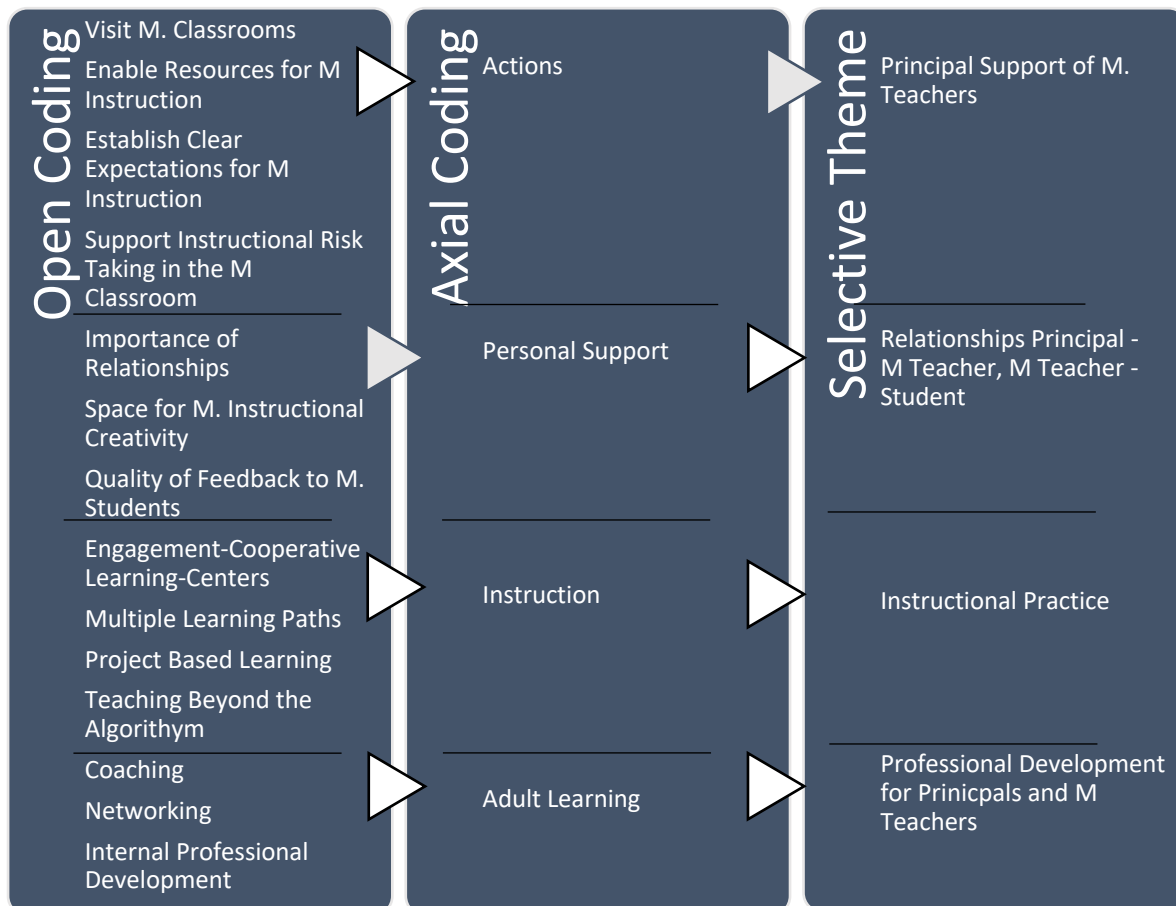 Open Coding
Visit M. Classrooms
Enable Resources for M
Instruction
Establish Clear
Expectations for M
Instruction
Support Instructional Risk
Taking in the M
Classroom
Importance of
Relationships
Space for M. Instructional
Creativity
Quality of Feedback to M.
Students
Engagement-Cooperative
Learning-Centers
Multiple Learning Paths
Project Based Learning
Teaching Beyond the
Algorithym
Coaching
Networking
Internal Professional
Development
Axial Coding
Actions
Personal Support
Instruction
Adult Learning
Selective Theme
Principal Support of M.
Teachers
Relationships Principal -
M Teacher, M Teacher -
Student
Instructional Practice
Professional Development
for Prinicpals and M
Teachers